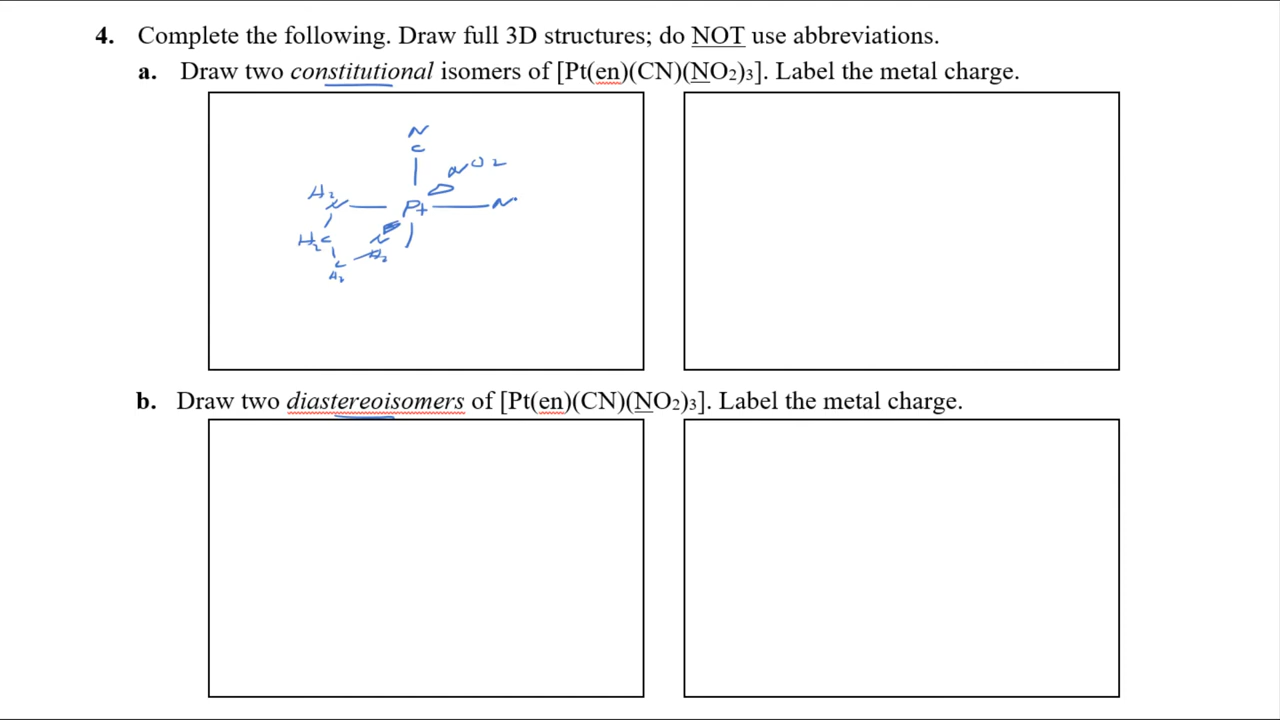 4. Complete the following. Draw full 3D structures; do NOT use abbreviations.
a. Draw two constitutional isomers of [Pt(en)(CN)(NO₂)₃]. Label the metal charge.
N
C
NO2
H2
N
Pt
N
H2C
N
H2
C
H2
b. Draw two diastereoisomers of [Pt(en)(CN)(NO₂)₃]. Label the metal charge.